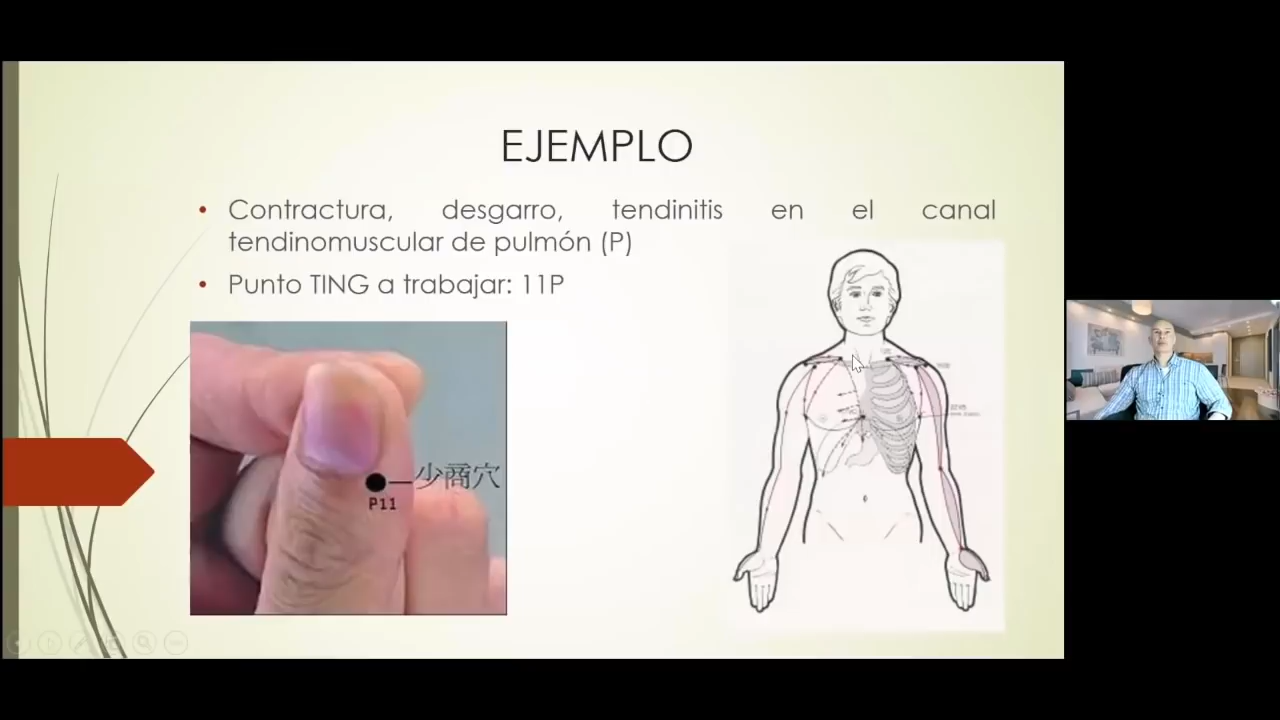 EJEMPLO
• Contractura, desgarro, tendinitis en el canal
tendinomuscular de pulmón (P)
• Punto TING a trabajar: 11P
少商穴
P11